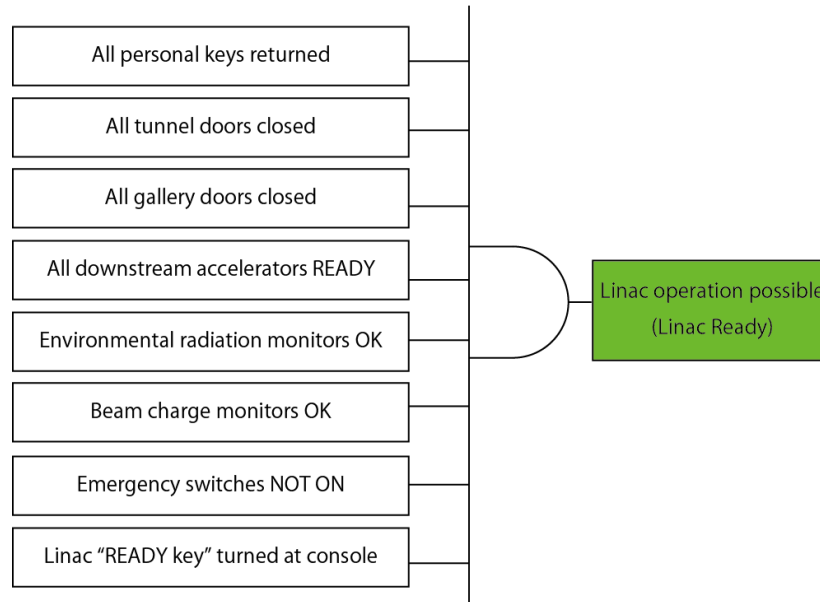 All personal keys returned
All tunnel doors closed
All gallery doors closed
All downstream accelerators READY
Environmental radiation monitors OK
Beam charge monitors OK
Emergency switches NOT ON
Linac “READY key” turned at console
Linac operation possible
(Linac Ready)